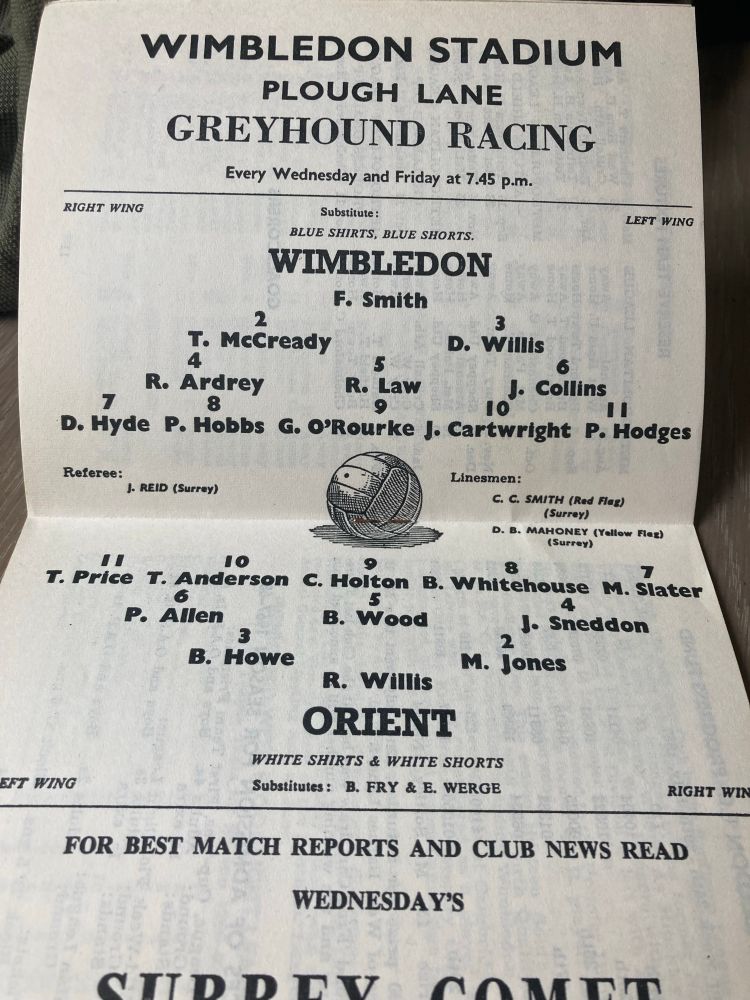 WIMBLEDON STADIUM
PLOUGH LANE
GREYHOUND RACING
Every Wednesday and Friday at 7.45 p.m.
RIGHT WING Substitute: LEFT WING
BLUE SHIRTS, BLUE SHORTS.
WIMBLEDON
F. Smith
2 3
T. McCready D. Willis
4 5 6
R. Ardrey R. Law J. Collins
7 8 9 10 11
D. Hyde P. Hobbs G. O'Rourke J. Cartwright P. Hodges
Referee: Linesmen:
J. REID (Surrey) C. C. SMITH (Red Flag)
(Surrey)
D. B. MAHONEY (Yellow Flag)
(Surrey)
11 10 9 8 7
T. Price T. Anderson C. Holton B. Whitehouse M. Slater
6 5 4
P. Allen B. Wood J. Sneddon
3 2
B. Howe M. Jones
R. Willis
ORIENT
WHITE SHIRTS & WHITE SHORTS
EFT WING Substitutes: B. FRY & E. WERGE RIGHT WIN
FOR BEST MATCH REPORTS AND CLUB NEWS READ
WEDNESDAY'S
SURREY COMET